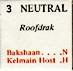 3 NEUTRAL
Roofdrak
Bakshaan. . . .N
Kelmain Host .H